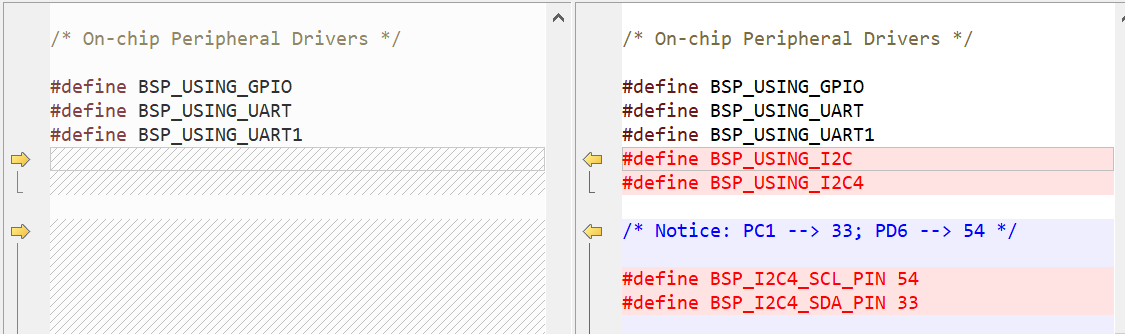 /* On-chip Peripheral Drivers */
#define BSP_USING_GPIO
#define BSP_USING_UART
#define BSP_USING_UART1
/* On-chip Peripheral Drivers */
#define BSP_USING_GPIO
#define BSP_USING_UART
#define BSP_USING_UART1
#define BSP_USING_I2C
#define BSP_USING_I2C4
/* Notice: PC1 --> 33; PD6 --> 54 */
#define BSP_I2C4_SCL_PIN 54
#define BSP_I2C4_SDA_PIN 33